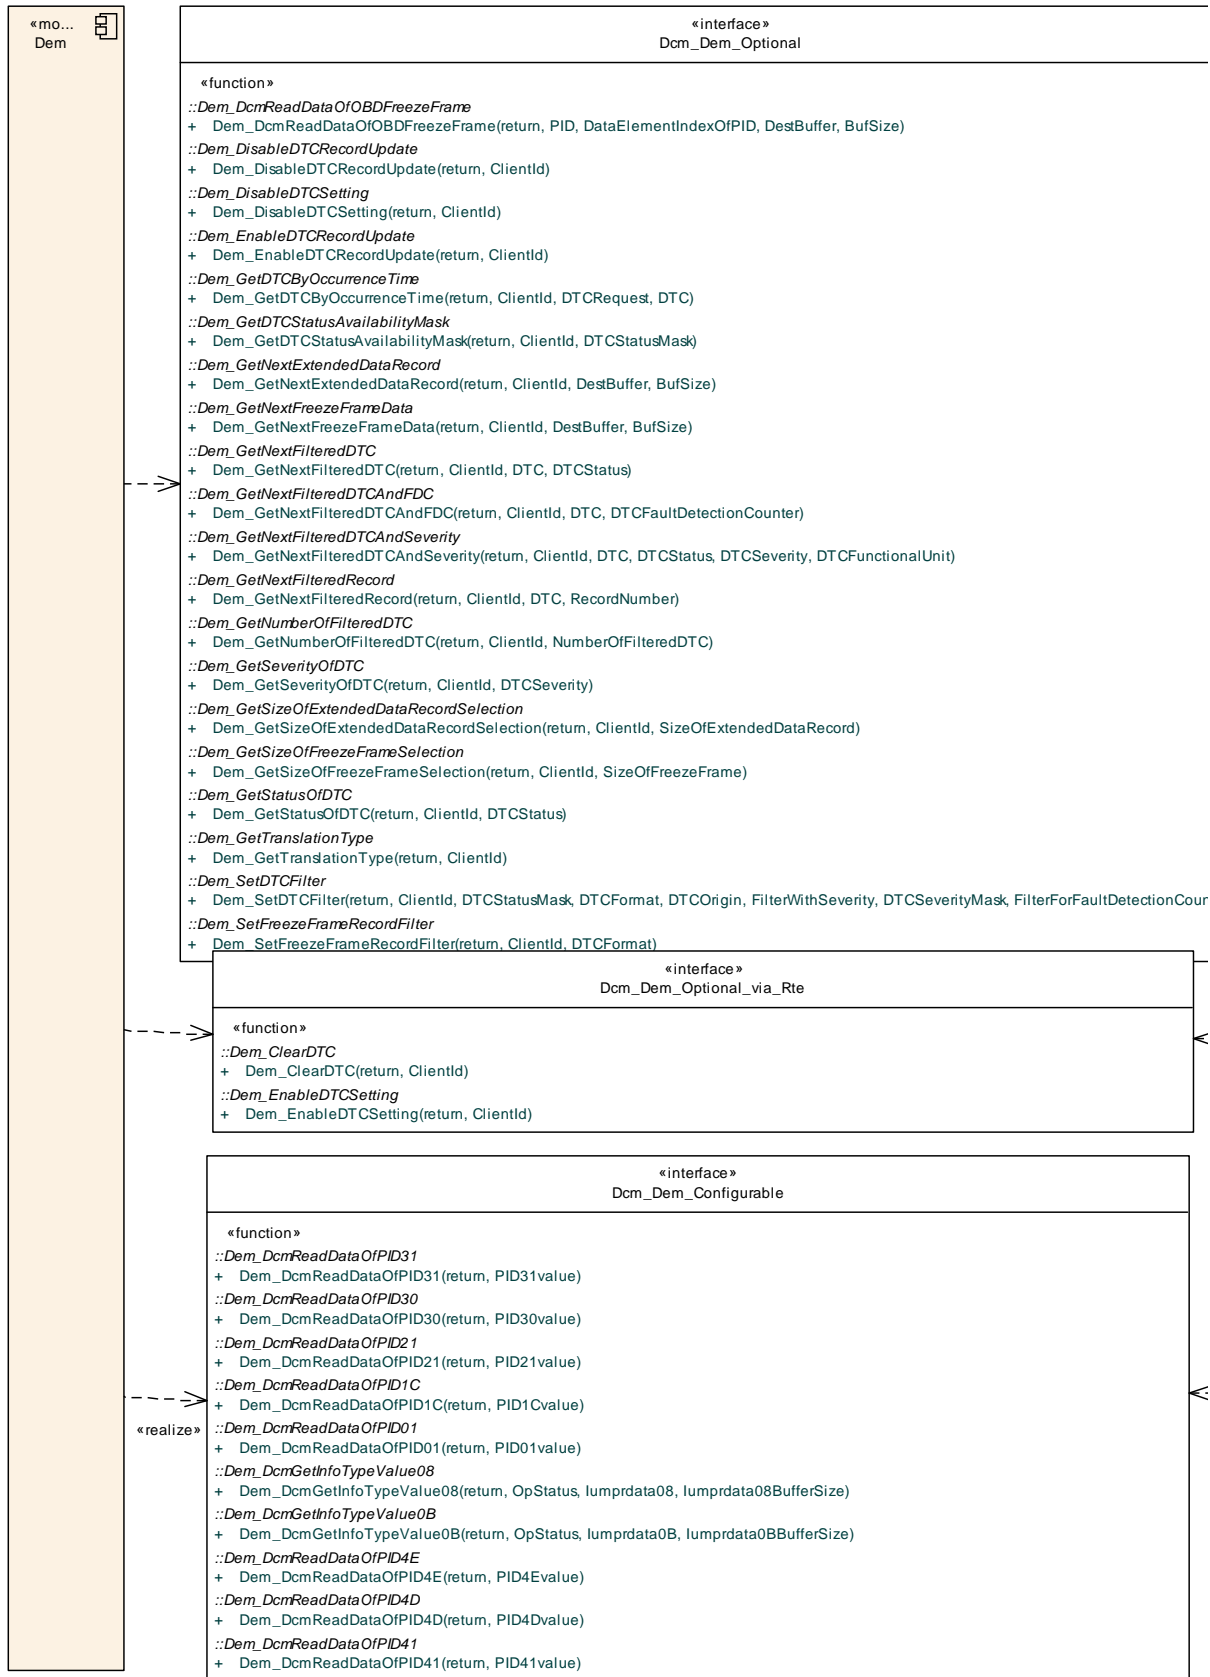 «mo...
Dem
«interface»
Dcm_Dem_Optional
«function»
::Dem_DcmReadDataOfOBDFreezeFrame
+ Dem_DcmReadDataOfOBDFreezeFrame(return, PID, DataElementIndexOfPID, DestBuffer, BufSize)
::Dem_DisableDTCRecordUpdate
+ Dem_DisableDTCRecordUpdate(return, ClientId)
::Dem_DisableDTCSetting
+ Dem_DisableDTCSetting(return, ClientId)
::Dem_EnableDTCRecordUpdate
+ Dem_EnableDTCRecordUpdate(return, ClientId)
::Dem_GetDTCByOccurrenceTime
+ Dem_GetDTCByOccurrenceTime(return, ClientId, DTCRequest, DTC)
::Dem_GetDTCStatusAvailabilityMask
+ Dem_GetDTCStatusAvailabilityMask(return, ClientId, DTCStatusMask)
::Dem_GetNextExtendedDataRecord
+ Dem_GetNextExtendedDataRecord(return, ClientId, DestBuffer, BufSize)
::Dem_GetNextFreezeFrameData
+ Dem_GetNextFreezeFrameData(return, ClientId, DestBuffer, BufSize)
::Dem_GetNextFilteredDTC
+ Dem_GetNextFilteredDTC(return, ClientId, DTC, DTCStatus)
::Dem_GetNextFilteredDTCAndFDC
+ Dem_GetNextFilteredDTCAndFDC(return, ClientId, DTC, DTCFaultDetectionCounter)
::Dem_GetNextFilteredDTCAndSeverity
+ Dem_GetNextFilteredDTCAndSeverity(return, ClientId, DTC, DTCStatus, DTCSeverity, DTCFunctionalUnit)
::Dem_GetNextFilteredRecord
+ Dem_GetNextFilteredRecord(return, ClientId, DTC, RecordNumber)
::Dem_GetNumberOfFilteredDTC
+ Dem_GetNumberOfFilteredDTC(return, ClientId, NumberOfFilteredDTC)
::Dem_GetSeverityOfDTC
+ Dem_GetSeverityOfDTC(return, ClientId, DTCSeverity)
::Dem_GetSizeOfExtendedDataRecordSelection
+ Dem_GetSizeOfExtendedDataRecordSelection(return, ClientId, SizeOfExtendedDataRecord)
::Dem_GetSizeOfFreezeFrameSelection
+ Dem_GetSizeOfFreezeFrameSelection(return, ClientId, SizeOfFreezeFrame)
::Dem_GetStatusOfDTC
+ Dem_GetStatusOfDTC(return, ClientId, DTCStatus)
::Dem_GetTranslationType
+ Dem_GetTranslationType(return, ClientId)
::Dem_SetDTCFilter
+ Dem_SetDTCFilter(return, ClientId, DTCStatusMask, DTCFormat, DTCOrigin, FilterWithSeverity, DTCSeverityMask, FilterForFaultDetectionCoun
::Dem_SetFreezeFrameRecordFilter
+ Dem_SetFreezeFrameRecordFilter(return, ClientId, DTCFormat)
«interface»
Dcm_Dem_Optional_via_Rte
«function»
::Dem_ClearDTC
+ Dem_ClearDTC(return, ClientId)
::Dem_EnableDTCSetting
+ Dem_EnableDTCSetting(return, ClientId)
«interface»
Dcm_Dem_Configurable
«function»
::Dem_DcmReadDataOfPID31
+ Dem_DcmReadDataOfPID31(return, PID31value)
::Dem_DcmReadDataOfPID30
+ Dem_DcmReadDataOfPID30(return, PID30value)
::Dem_DcmReadDataOfPID21
+ Dem_DcmReadDataOfPID21(return, PID21value)
::Dem_DcmReadDataOfPID1C
+ Dem_DcmReadDataOfPID1C(return, PID1Cvalue)
«realize»
::Dem_DcmReadDataOfPID01
+ Dem_DcmReadDataOfPID01(return, PID01value)
::Dem_DcmGetInfoTypeValue08
+ Dem_DcmGetInfoTypeValue08(return, OpStatus, Iumprdata08, Iumprdata08BufferSize)
::Dem_DcmGetInfoTypeValue0B
+ Dem_DcmGetInfoTypeValue0B(return, OpStatus, Iumprdata0B, Iumprdata0BBufferSize)
::Dem_DcmReadDataOfPID4E
+ Dem_DcmReadDataOfPID4E(return, PID4Evalue)
::Dem_DcmReadDataOfPID4D
+ Dem_DcmReadDataOfPID4D(return, PID4Dvalue)
::Dem_DcmReadDataOfPID41
+ Dem_DcmReadDataOfPID41(return, PID41value)